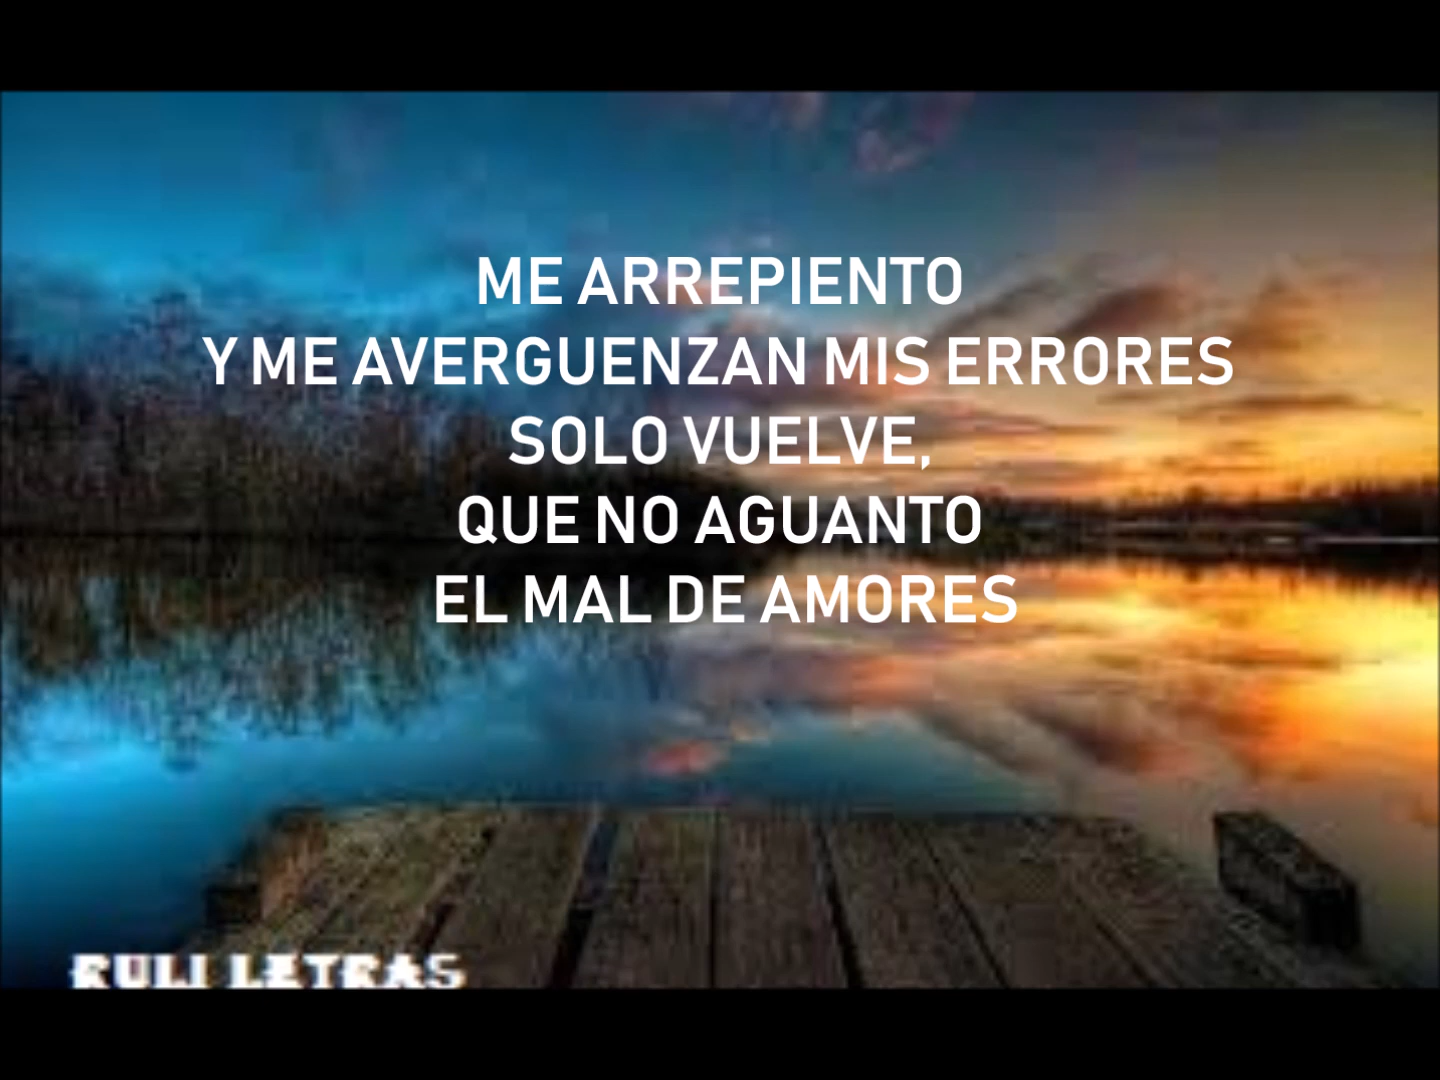 ME ARREPIENTO
Y ME AVERGUENZAN MIS ERRORES
SOLO VUELVE,
QUE NO AGUANTO
EL MAL DE AMORES
RULI LETRAS